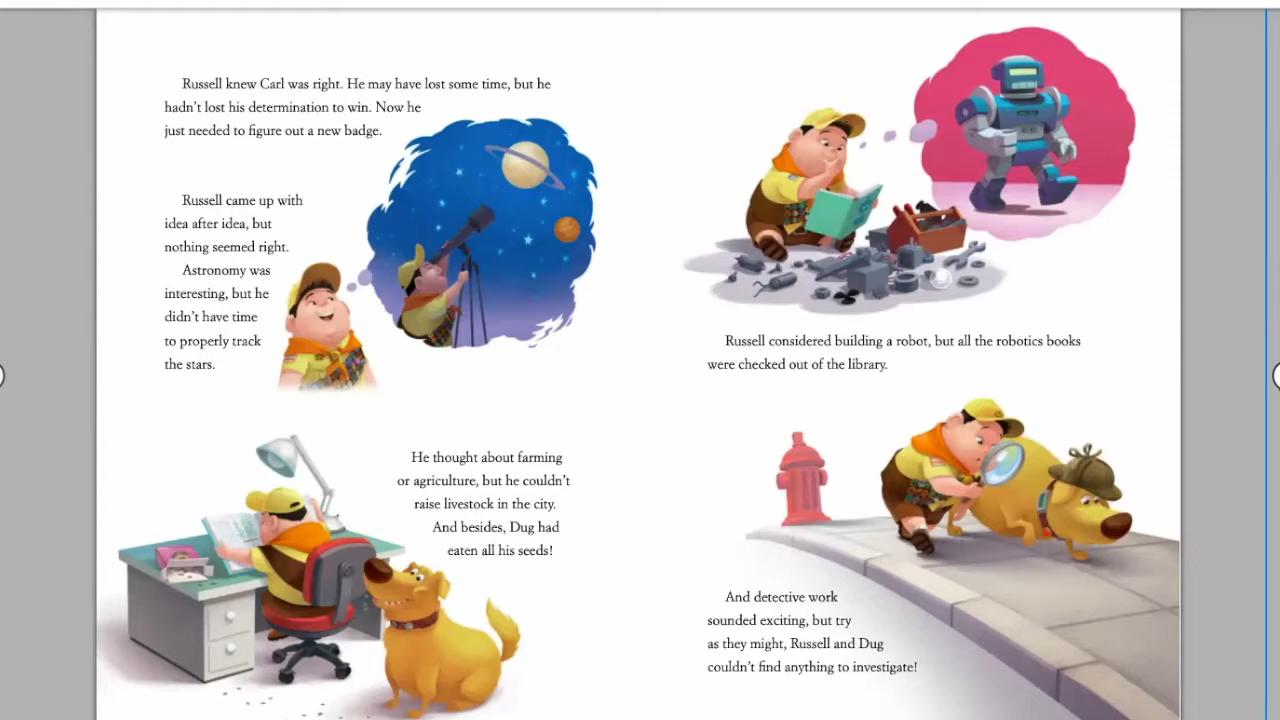 Russell knew Carl was right. He may have lost some time, but he
hadn't lost his determination to win. Now he
just needed to figure out a new badge.
Russell came up with
idea after idea, but
nothing seemed right.
Astronomy was
interesting, but he
didn't have time
to properly track
the stars.
He thought about farming
or agriculture, but he couldn't
raise livestock in the city.
And besides, Dug had
eaten all his seeds!
Russell considered building a robot, but all the robotics books
were checked out of the library.
And detective work
sounded exciting, but try
as they might, Russell and Dug
couldn't find anything to investigate!